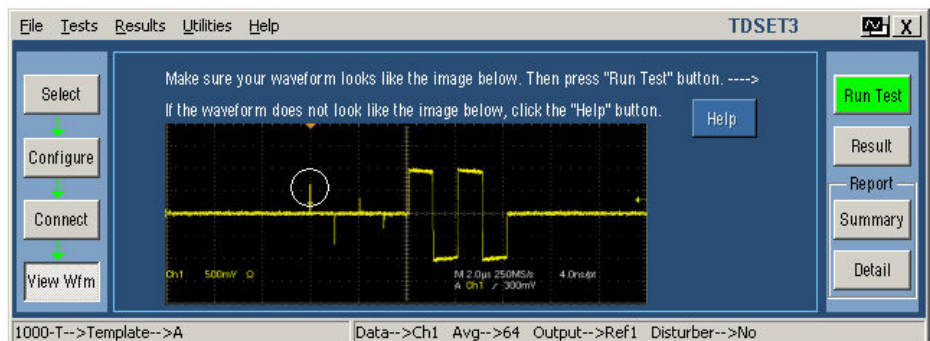 File Tests Results Utilities Help TDSET3 X
Make sure your waveform looks like the image below. Then press "Run Test" button. ---->
If the waveform does not look like the image below, click the "Help" button.
Help
Select
Configure
Connect
View Wfm
Ch1 500mV Ω M 2.0µs 250MS/s 4.0ns/pt
A Ch1 / 300mV
Run Test
Result
Report
Summary
Detail
1000-T-->Template-->A Data-->Ch1 Avg-->64 Output-->Ref1 Disturber-->No